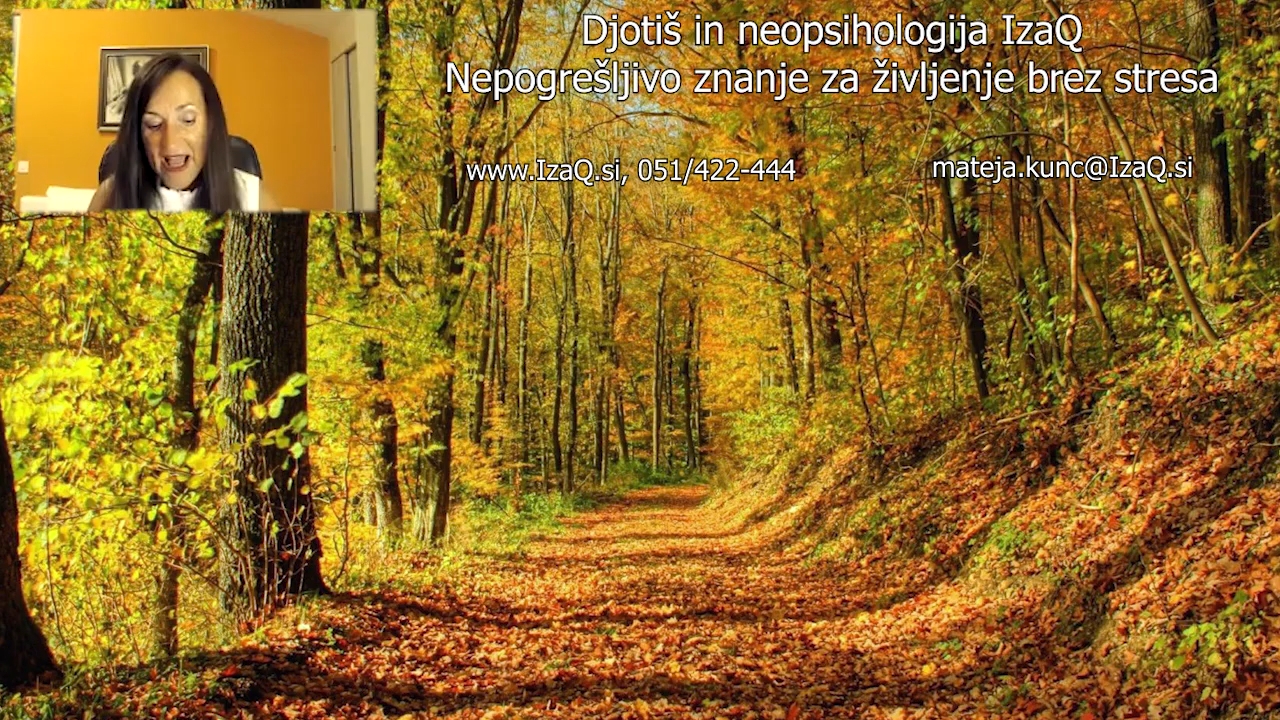 Djotiš in neopsihologija IzaQ
Nepogrešljivo znanje za življenje brez stresa
www.IzaQ.si, 051/422-444
mateja.kunc@IzaQ.si